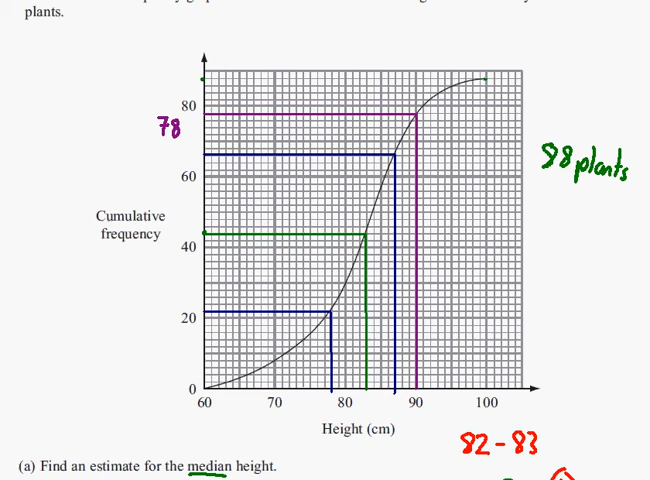 plants.
80
78
60
88 plants
Cumulative
frequency
40
20
0
60 70 80 90 100
Height (cm)
82 - 83
(a) Find an estimate for the median height.